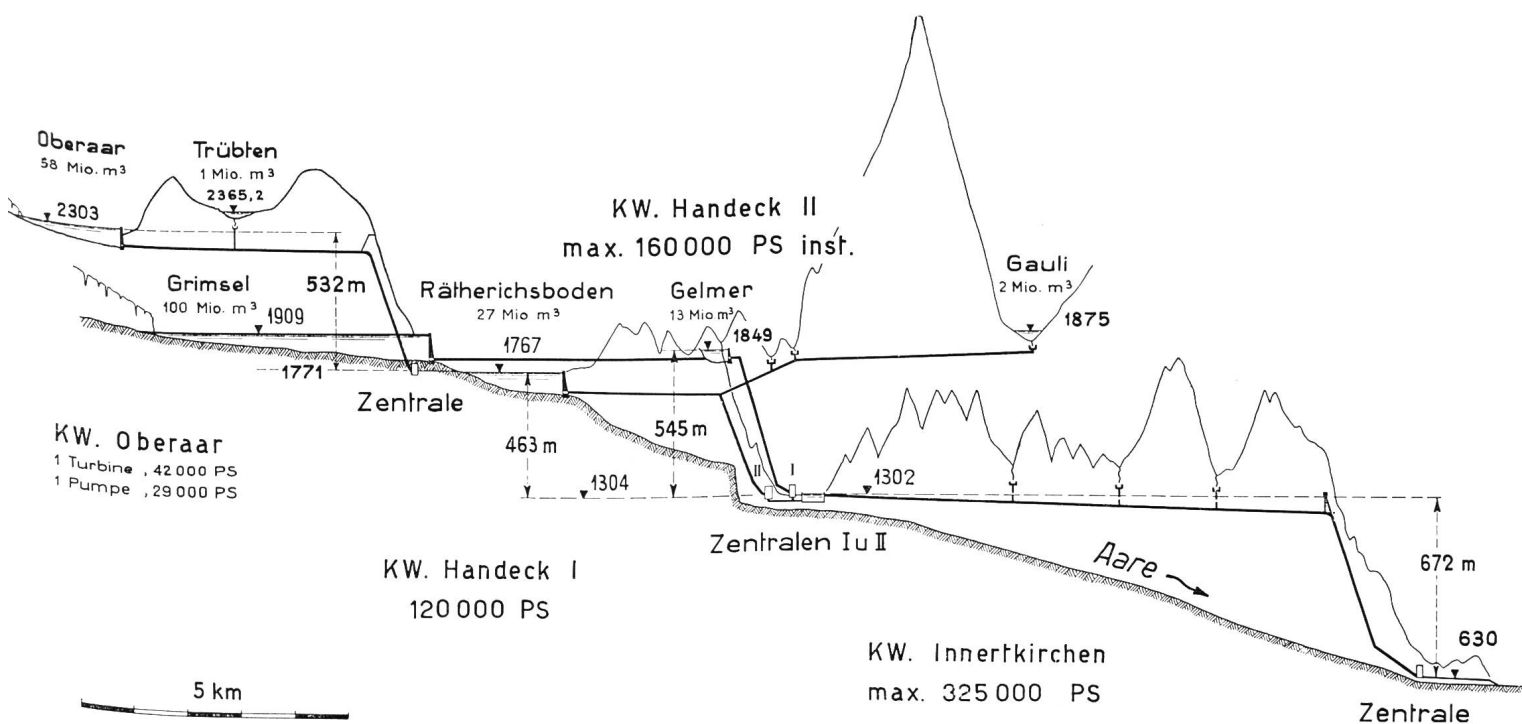 Oberaar
58 Mio. m³
Trübten
1 Mio. m³
2365,2
2303
532 m
Grimsel
100 Mio. m³
1909
1771
Zentrale
KW. Oberaar
1 Turbine , 42 000 PS
1 Pumpe , 29 000 PS
KW. Handeck II
max. 160 000 PS inst.
Rätherichsboden
27 Mio m³
1767
Gelmer
13 Mio. m³
1849
Gauli
2 Mio. m³
1875
463 m
545 m
1304
II
I
1302
Zentralen I u II
KW. Handeck I
120 000 PS
Aare
672 m
630
KW. Innertkirchen
max. 325 000 PS
Zentrale
5 km